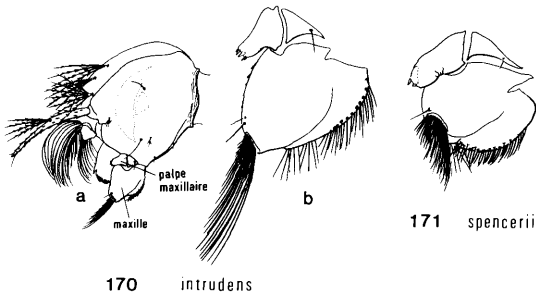 a
palpe
maxillaire
maxille
b
171 spencerii
170 intrudens